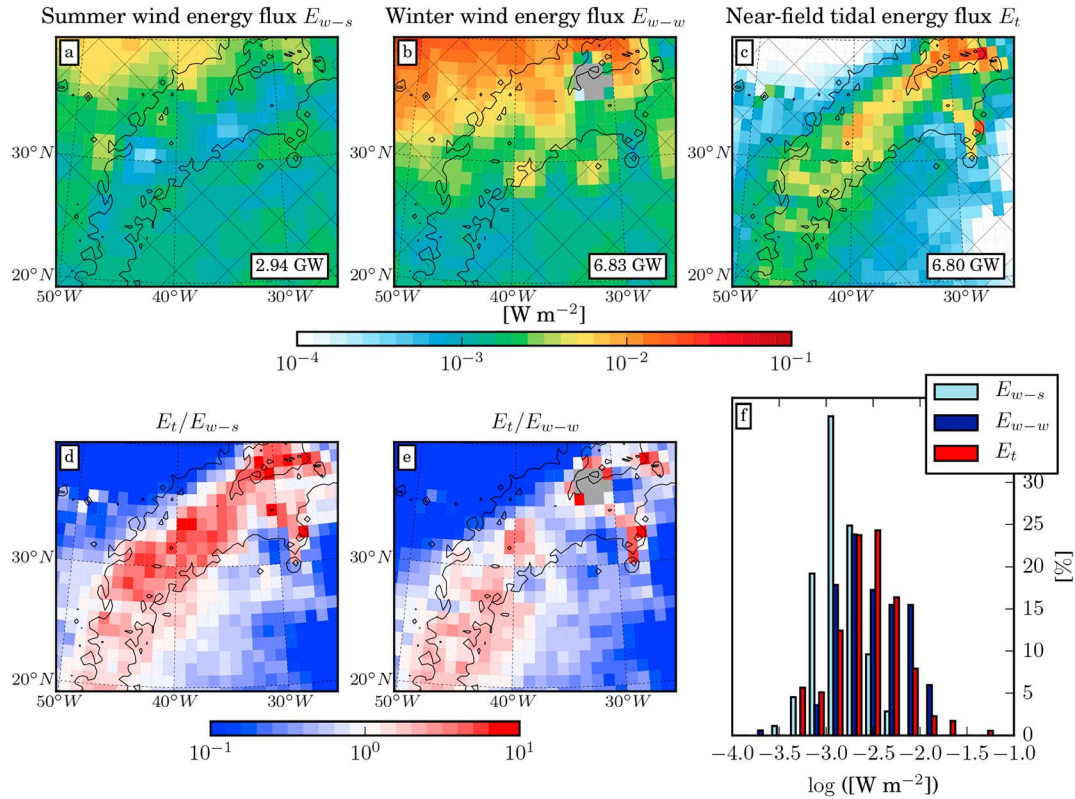 Summer wind energy flux E_{w−s}
Winter wind energy flux E_{w−w}
Near-field tidal energy flux E_t
a
b
c
30°N
30°N
30°N
20°N
20°N
20°N
2.94 GW
6.83 GW
6.80 GW
50°W 40°W 30°W
50°W 40°W 30°W
50°W 40°W 30°W
[W m^{−2}]
10^{−4} 10^{−3} 10^{−2} 10^{−1}
E_t/E_{w−s}
E_t/E_{w−w}
d
e
f
E_{w−s}
E_{w−w}
E_t
30°N
30°N
20°N
20°N
50°W 40°W 30°W
50°W 40°W 30°W
10^{−1} 10^{0} 10^{1}
30
25
20
15
10
5
0
[%]
−4.0 −3.5 −3.0 −2.5 −2.0 −1.5 −1.0
log ([W m^{−2}])